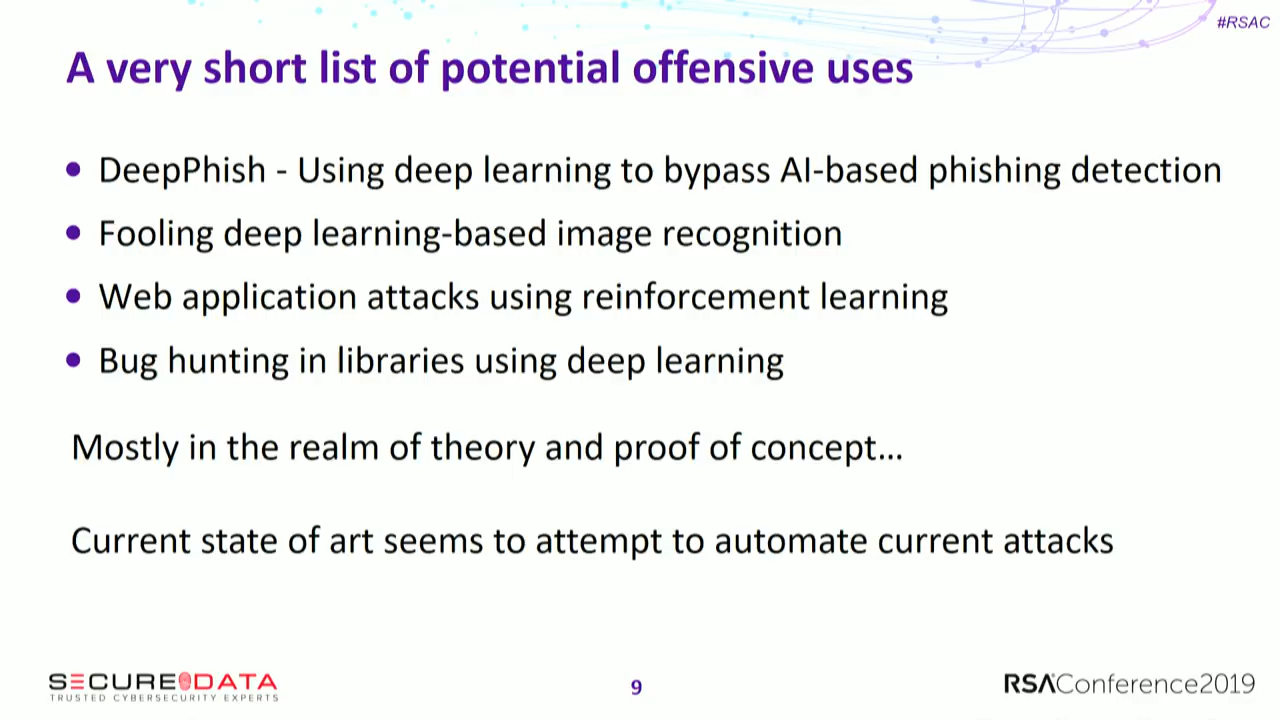 #RSAC
A very short list of potential offensive uses
• DeepPhish - Using deep learning to bypass AI-based phishing detection
• Fooling deep learning-based image recognition
• Web application attacks using reinforcement learning
• Bug hunting in libraries using deep learning
Mostly in the realm of theory and proof of concept...
Current state of art seems to attempt to automate current attacks
SECUREDATA
TRUSTED CYBERSECURITY EXPERTS
9
RSAConference2019